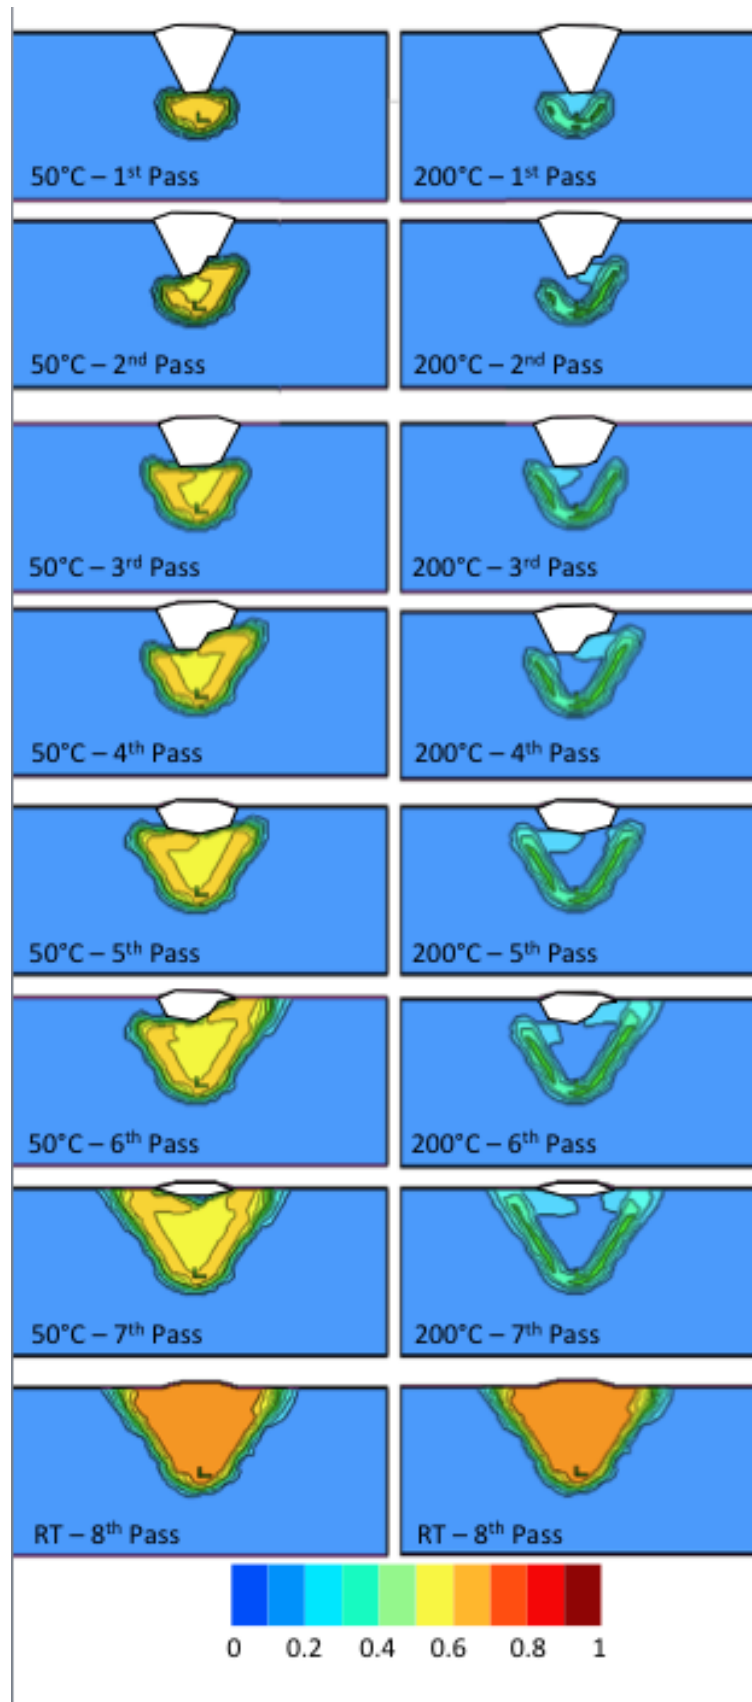 50°C – 1st Pass
200°C – 1st Pass
50°C – 2nd Pass
200°C – 2nd Pass
50°C – 3rd Pass
200°C – 3rd Pass
50°C – 4th Pass
200°C – 4th Pass
50°C – 5th Pass
200°C – 5th Pass
50°C – 6th Pass
200°C – 6th Pass
50°C – 7th Pass
200°C – 7th Pass
RT – 8th Pass
RT – 8th Pass
0 0.2 0.4 0.6 0.8 1